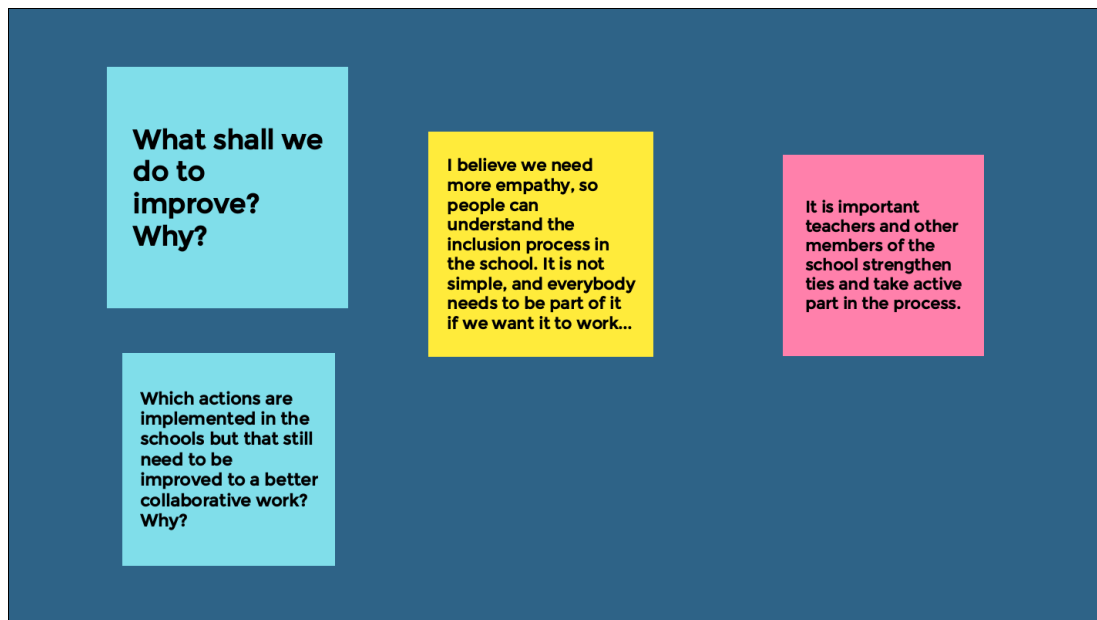 What shall we
do to
improve?
Why?
Which actions are
implemented in the
schools but that still
need to be
improved to a better
collaborative work?
Why?
I believe we need
more empathy, so
people can
understand the
inclusion process in
the school. It is not
simple, and everybody
needs to be part of it
if we want it to work...
It is important
teachers and other
members of the
school strengthen
ties and take active
part in the process.